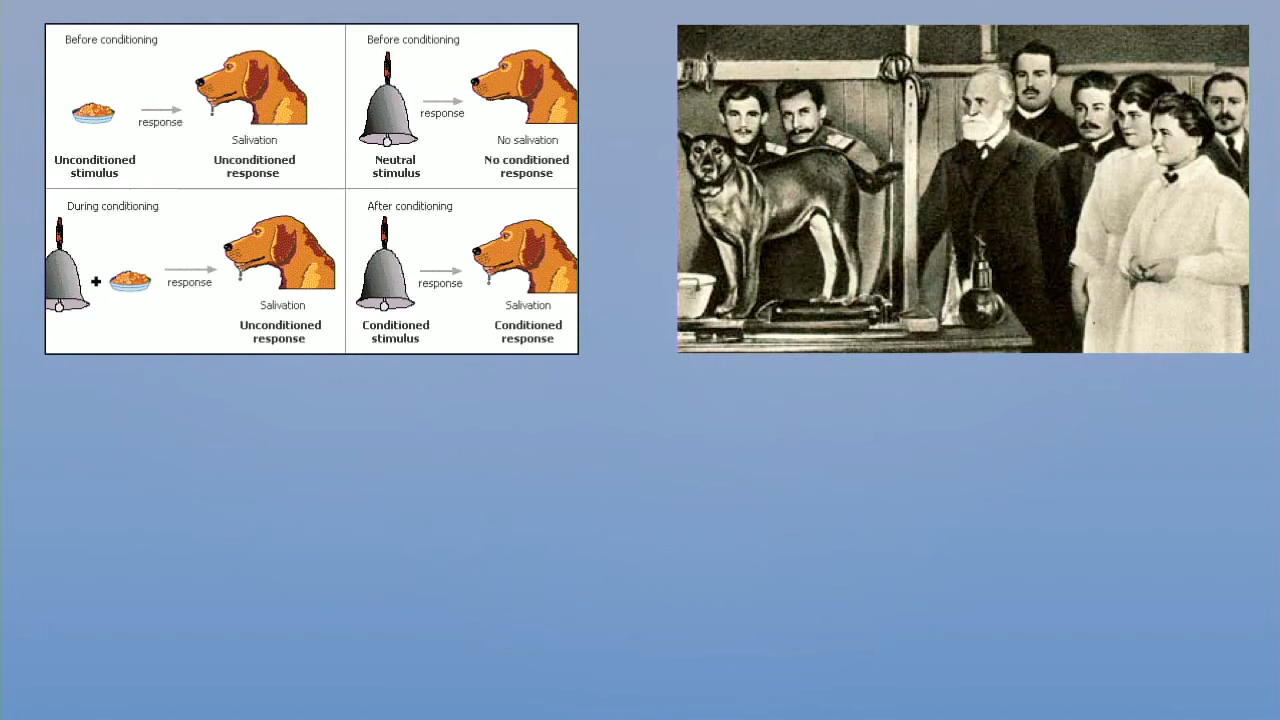 Before conditioning
response
Salivation
Unconditioned
stimulus
Unconditioned
response
Before conditioning
response
No salivation
Neutral
stimulus
No conditioned
response
During conditioning
+
response
Salivation
Unconditioned
response
After conditioning
response
Salivation
Conditioned
stimulus
Conditioned
response